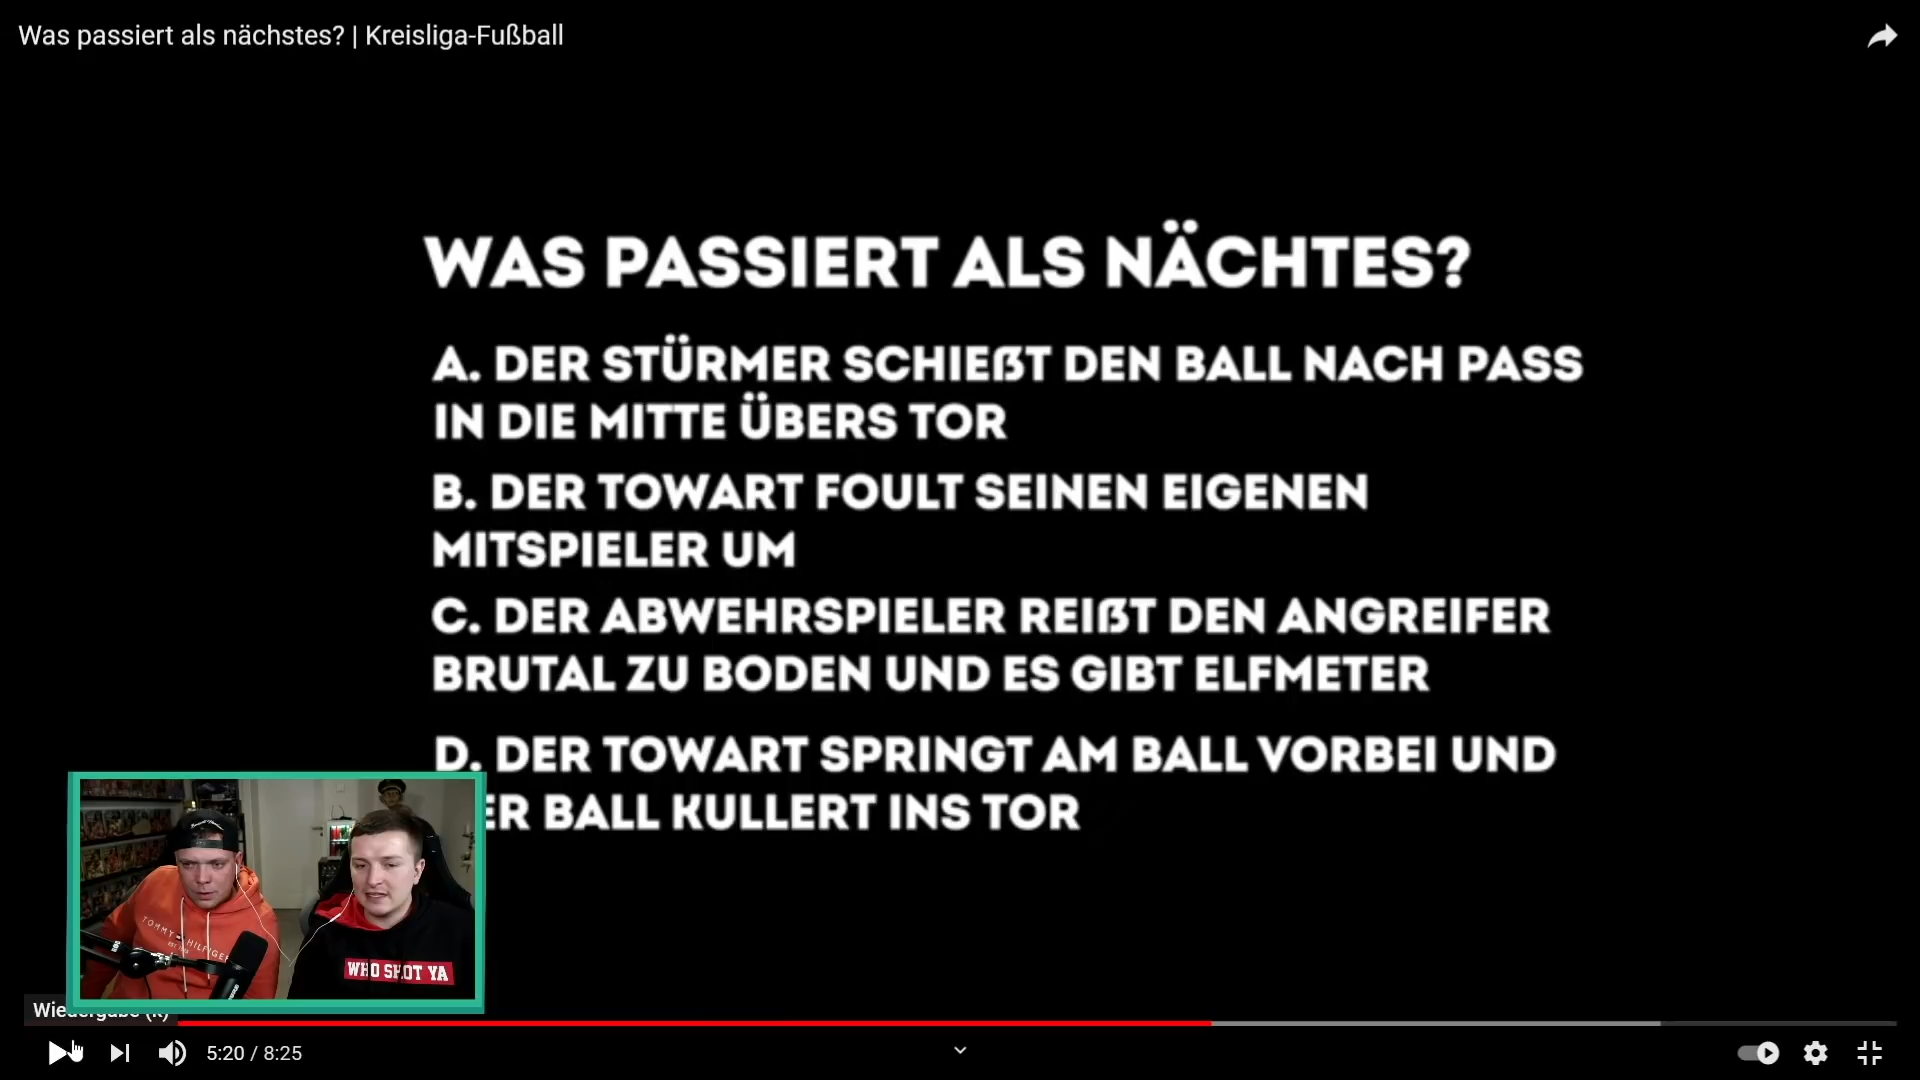 Was passiert als nächstes? | Kreisliga-Fußball
WAS PASSIERT ALS NÄCHTES?
A. DER STÜRMER SCHIEẞT DEN BALL NACH PASS
IN DIE MITTE ÜBERS TOR
B. DER TOWART FOULT SEINEN EIGENEN
MITSPIELER UM
C. DER ABWEHRSPIELER REIẞT DEN ANGREIFER
BRUTAL ZU BODEN UND ES GIBT ELFMETER
D. DER TOWART SPRINGT AM BALL VORBEI UND
ER BALL KULLERT INS TOR
TOMMY HILFIGER
WHO SHOT YA
Wiedergabe (k)
5:20 / 8:25